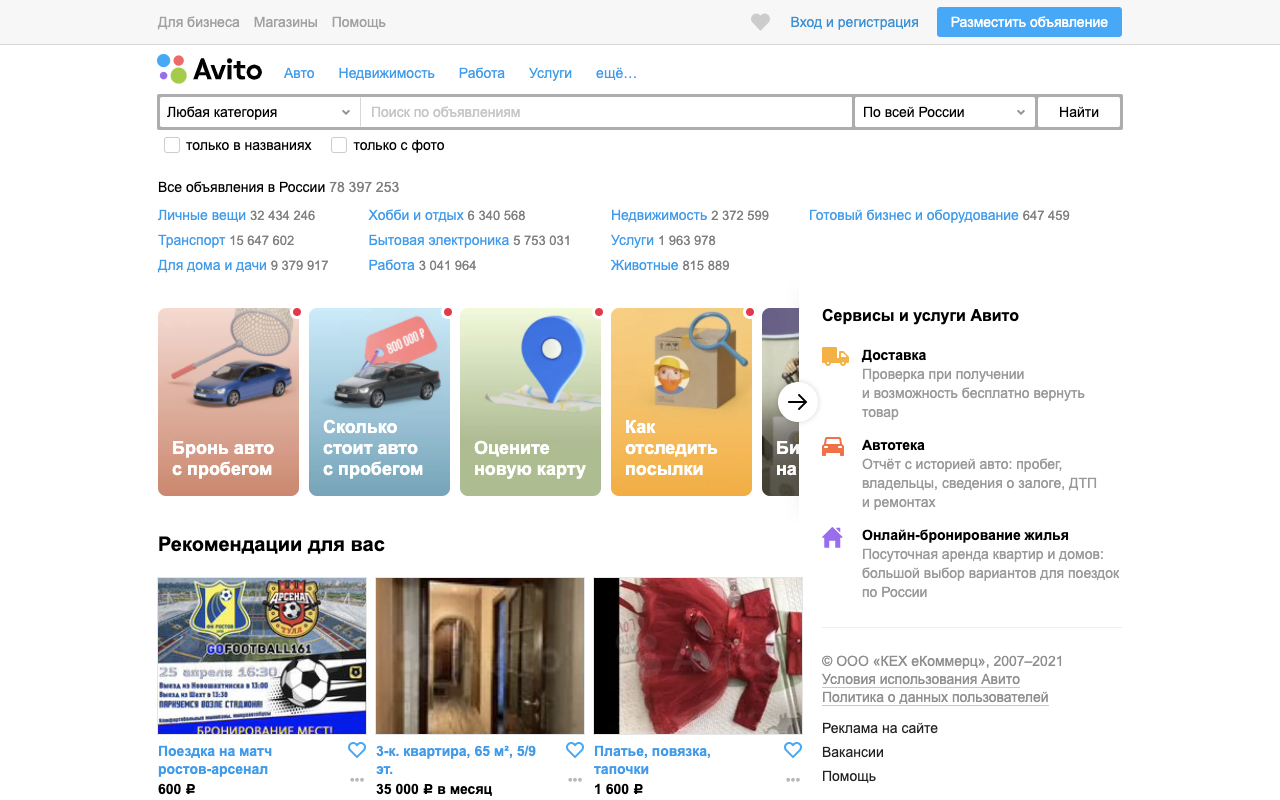 Для бизнеса Магазины Помощь Вход и регистрация Разместить объявление
Avito Авто Недвижимость Работа Услуги ещё...
Любая категория Поиск по объявлениям По всей России Найти
только в названиях только с фото
Все объявления в России 78 397 253
Личные вещи 32 434 246 Хобби и отдых 6 340 568 Недвижимость 2 372 599 Готовый бизнес и оборудование 647 459
Транспорт 15 647 602 Бытовая электроника 5 753 031 Услуги 1 963 978
Для дома и дачи 9 379 917 Работа 3 041 964 Животные 815 889
Бронь авто
с пробегом
800 000 ₽
Сколько
стоит авто
с пробегом
Оцените
новую карту
Как
отследить
посылки
Би
на
Сервисы и услуги Авито
Доставка
Проверка при получении
и возможность бесплатно вернуть
товар
Автотека
Отчёт с историей авто: пробег,
владельцы, сведения о залоге, ДТП
и ремонтах
Онлайн-бронирование жилья
Посуточная аренда квартир и домов:
большой выбор вариантов для поездок
по России
Рекомендации для вас
ФК РОСТОВ
АРСЕНАЛ
ТУЛА
GOFOOTBALL161
25 апреля 16:30
Выезд из Новошахтинска в 13:00
Выезд из Шахт в 13:30
ПАРКУЕМСЯ ВОЗЛЕ СТАДИОНА!
Комфортабельные машины, микроавтобусы
БРОНИРОВАНИЕ МЕСТ!
Поездка на матч
ростов-арсенал
600 ₽
3-к. квартира, 65 м², 5/9
эт.
35 000 ₽ в месяц
Платье, повязка,
тапочки
1 600 ₽
© ООО «КЕХ еКоммерц», 2007–2021
Условия использования Авито
Политика о данных пользователей
Реклама на сайте
Вакансии
Помощь